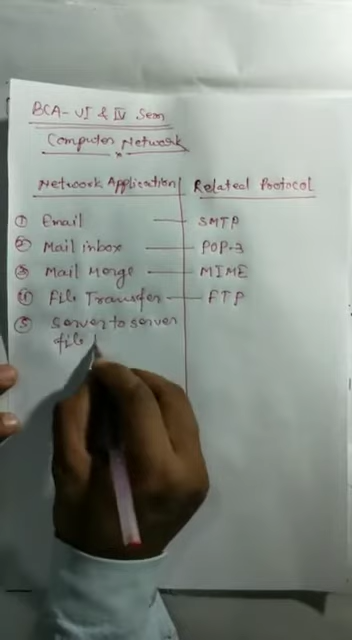 BCA- VI & IV Sem
Computer Network
Network Application Related Protocol
① Email — SMTP
② Mail inbox — POP-3
③ Mail Merge — MIME
④ File Transfer — FTP
⑤ Server to server
file